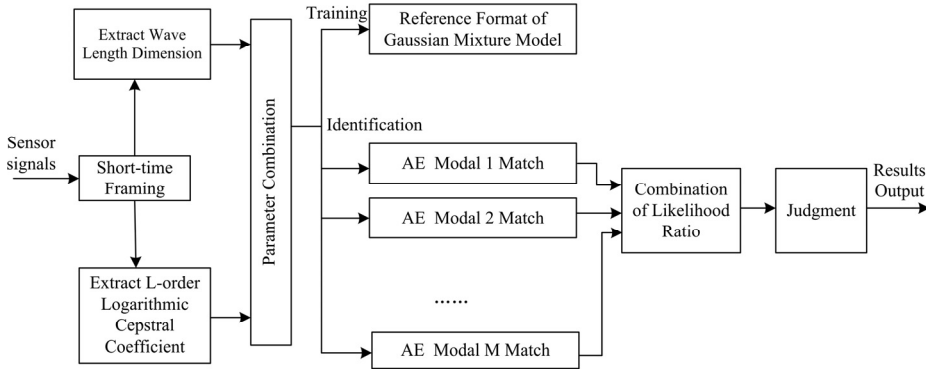 Sensor
signals
Short-time
Framing
Extract Wave
Length Dimension
Extract L-order
Logarithmic
Cepstral
Coefficient
Parameter Combination
Training
Reference Format of
Gaussian Mixture Model
Identification
AE Modal 1 Match
AE Modal 2 Match
......
AE Modal M Match
Combination
of Likelihood
Ratio
Judgment
Results
Output